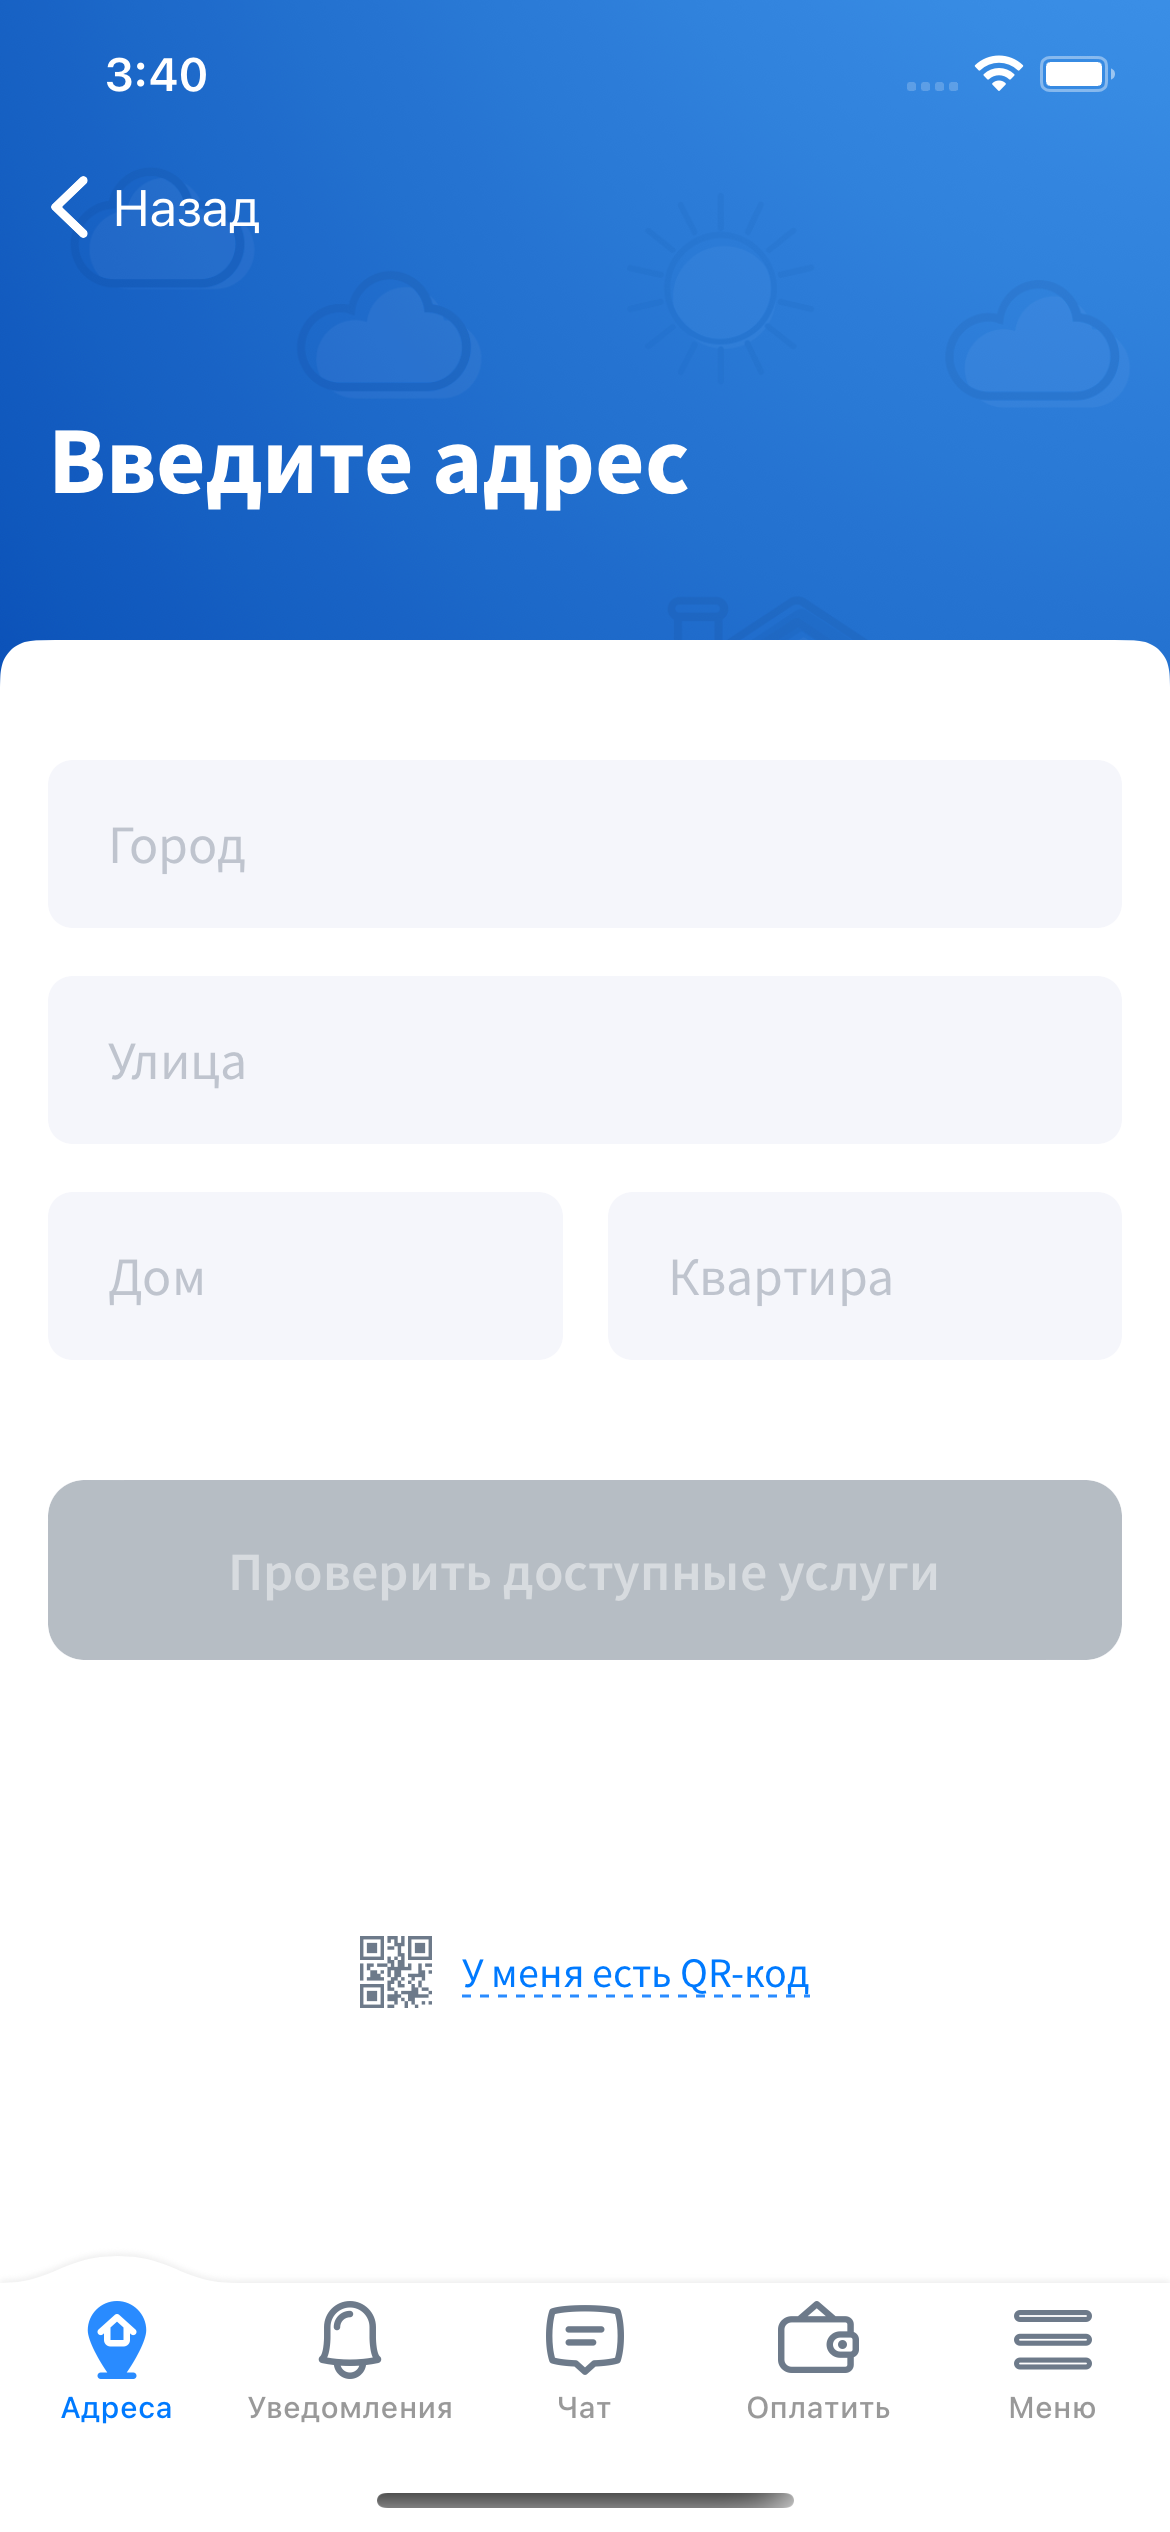 3:40
Назад
Введите адрес
Город
Улица
Дом
Квартира
Проверить доступные услуги
У меня есть QR-код
Адреса
Уведомления
Чат
Оплатить
Меню